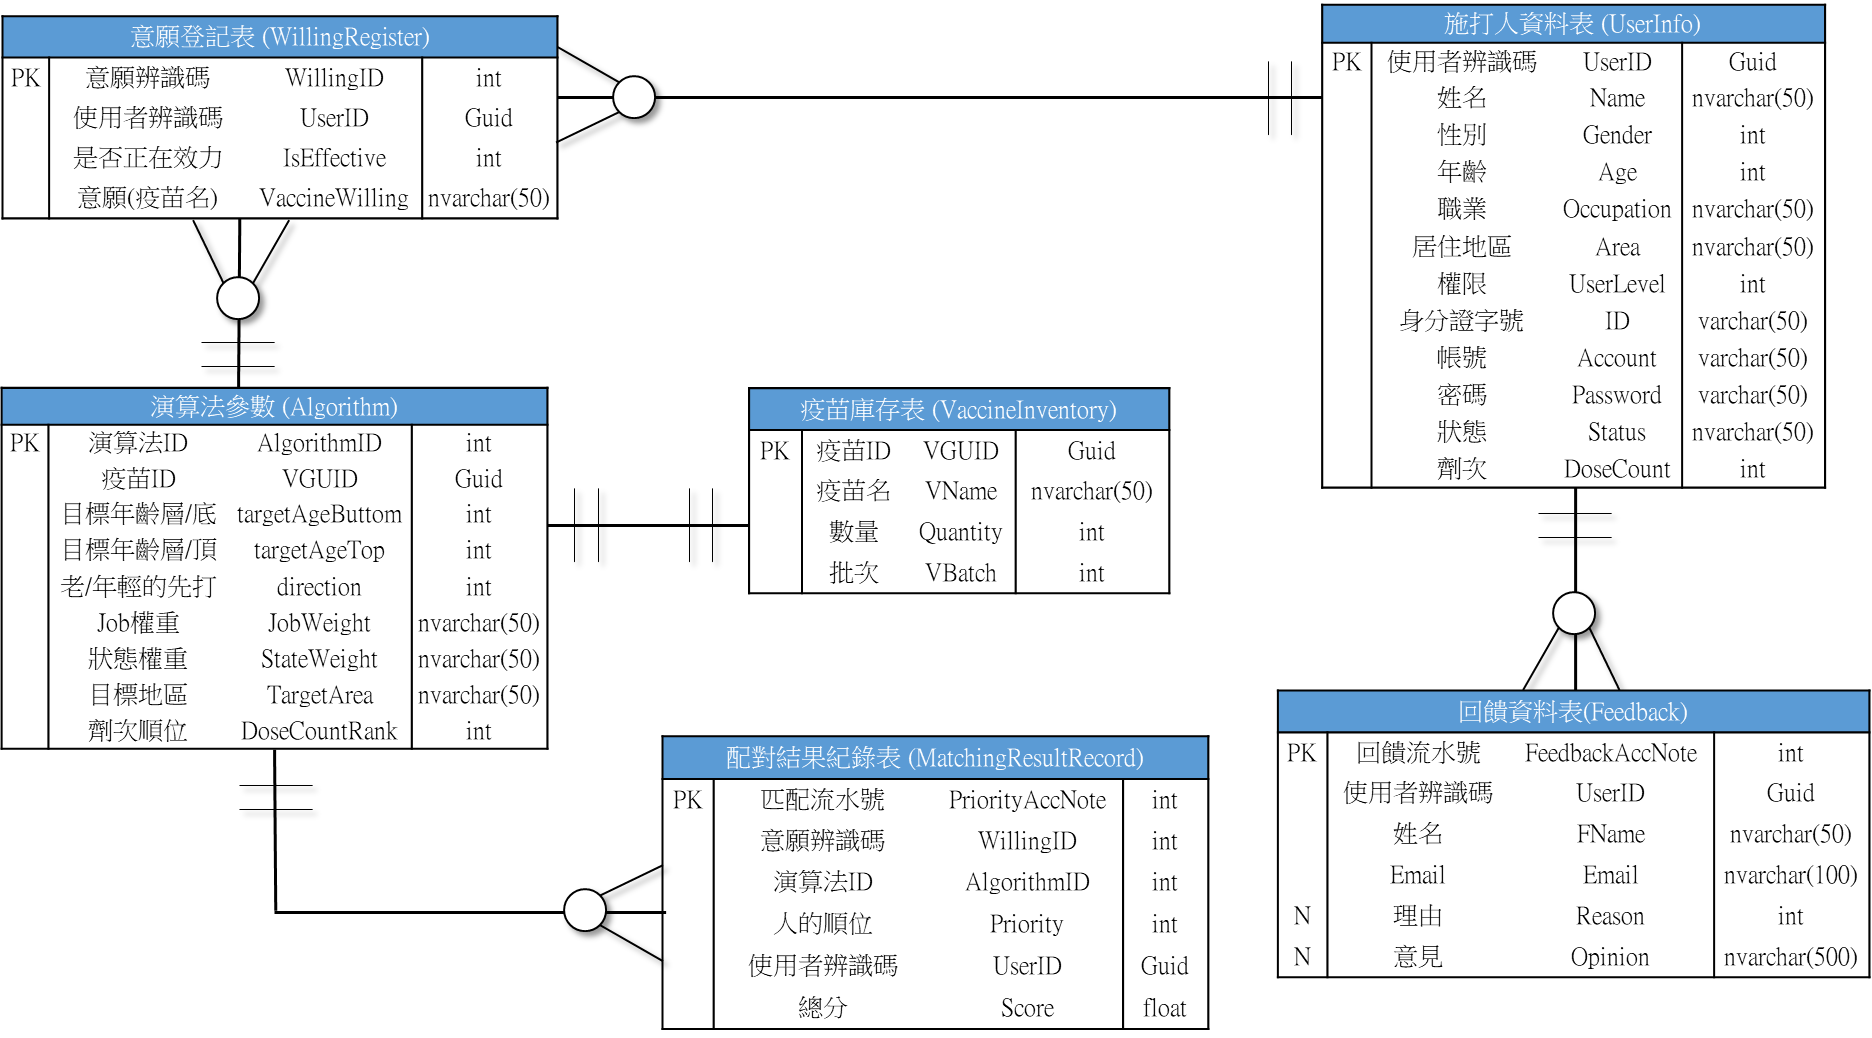 意願登記表 (WillingRegister)
PK 意願辨識碼 WillingID int
使用者辨識碼 UserID Guid
是否正在效力 IsEffective int
意願(疫苗名) VaccineWilling nvarchar(50)
施打人資料表 (UserInfo)
PK 使用者辨識碼 UserID Guid
姓名 Name nvarchar(50)
性別 Gender int
年齡 Age int
職業 Occupation nvarchar(50)
居住地區 Area nvarchar(50)
權限 UserLevel int
身分證字號 ID varchar(50)
帳號 Account varchar(50)
密碼 Password varchar(50)
狀態 Status nvarchar(50)
劑次 DoseCount int
演算法參數 (Algorithm)
PK 演算法ID AlgorithmID int
疫苗ID VGUID Guid
目標年齡層/底 targetAgeButtom int
目標年齡層/頂 targetAgeTop int
老/年輕的先打 direction int
Job權重 JobWeight nvarchar(50)
狀態權重 StateWeight nvarchar(50)
目標地區 TargetArea nvarchar(50)
劑次順位 DoseCountRank int
疫苗庫存表 (VaccineInventory)
PK 疫苗ID VGUID Guid
疫苗名 VName nvarchar(50)
數量 Quantity int
批次 VBatch int
配對結果紀錄表 (MatchingResultRecord)
PK 匹配流水號 PriorityAccNote int
意願辨識碼 WillingID int
演算法ID AlgorithmID int
人的順位 Priority int
使用者辨識碼 UserID Guid
總分 Score float
回饋資料表(Feedback)
PK 回饋流水號 FeedbackAccNote int
使用者辨識碼 UserID Guid
姓名 FName nvarchar(50)
Email Email nvarchar(100)
N 理由 Reason int
N 意見 Opinion nvarchar(500)